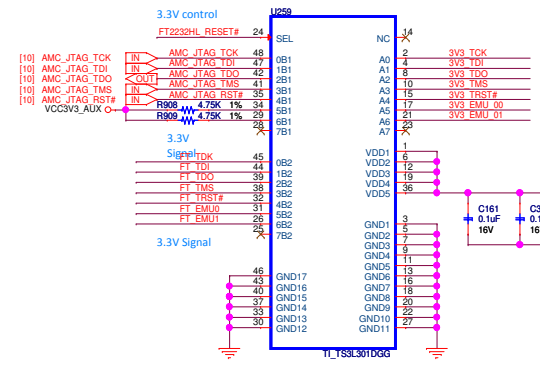 3.3V control
U259
FT2232HL_RESET# 24 SEL NC 14
[10] AMC_JTAG_TCK IN AMC_JTAG_TCK 48 0B1 A0 2 3V3_TCK
[10] AMC_JTAG_TDI IN AMC_JTAG_TDI 47 1B1 A1 4 3V3_TDI
[10] AMC_JTAG_TDO OUT AMC_JTAG_TDO 42 2B1 A2 8 3V3_TDO
[10] AMC_JTAG_TMS IN AMC_JTAG_TMS 41 3B1 A3 10 3V3_TMS
[10] AMC_JTAG_RST# IN AMC_JTAG_RST# 35 4B1 A4 15 3V3_TRST#
VCC3V3_AUX R908 4.75K 1% 34 5B1 A5 17 3V3_EMU_00
R909 4.75K 1% 29 6B1 A6 21 3V3_EMU_01
28 7B1 A7 23
3.3V
Signal
FT_TDK 45 0B2 VDD1 1
FT_TDI 44 1B2 VDD2 6
FT_TDO 39 2B2 VDD3 12
FT_TMS 38 3B2 VDD4 19
FT_TRST# 32 4B2 VDD5 36
FT_EMU0 31 5B2
FT_EMU1 26 6B2
25 7B2
3.3V Signal
C161
0.1uF
16V
GND1 3
GND2 5
GND3 7
GND4 9
GND5 11
46 GND17 GND6 13
43 GND16 GND7 16
40 GND15 GND8 18
37 GND14 GND9 20
33 GND13 GND10 22
30 GND12 GND11 27
TI_TS3L301DGG